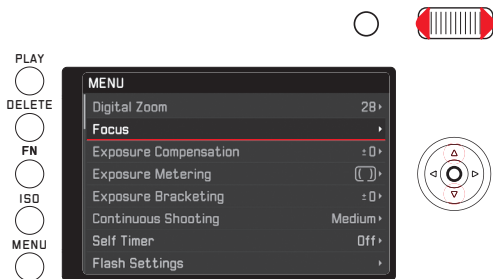 PLAY
DELETE
FN
ISO
MENU
MENU
Digital Zoom 28
Focus
Exposure Compensation ±0
Exposure Metering
Exposure Bracketing ±0
Continuous Shooting Medium
Self Timer Off
Flash Settings